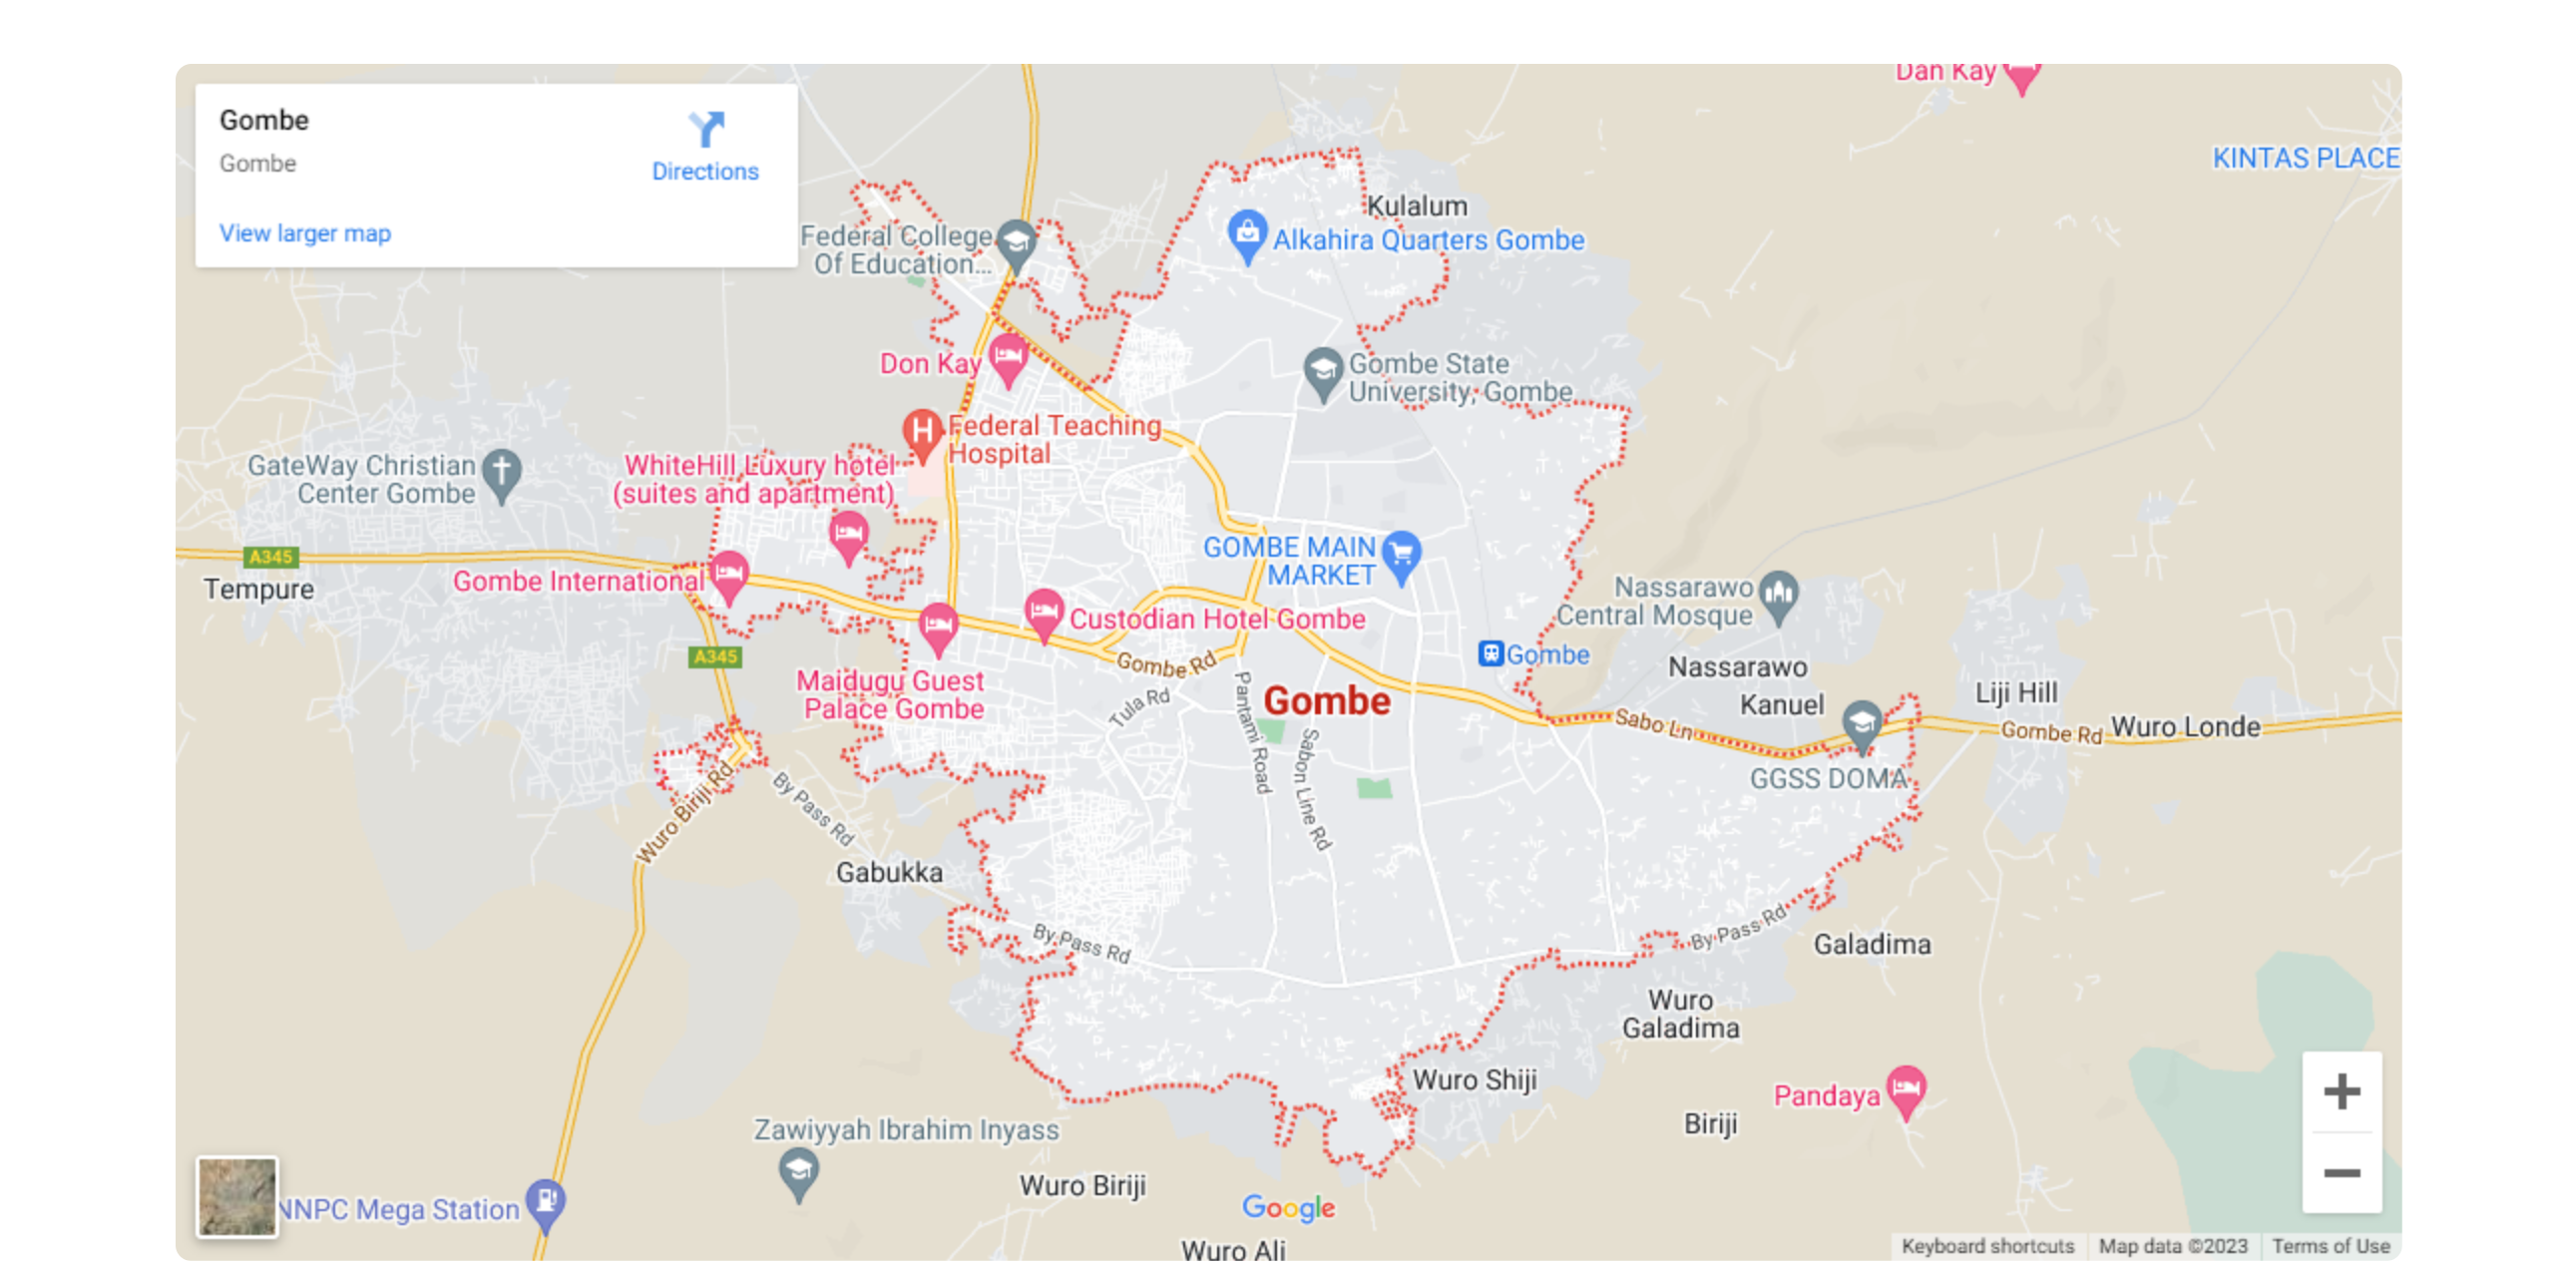 Gombe
Gombe
Directions
View larger map
Dan Kay
KINTAS PLACE
Kulalum
Alkahira Quarters Gombe
Federal College
Of Education...
Don Kay
Gombe State
University, Gombe
Federal Teaching
Hospital
GateWay Christian
Center Gombe
WhiteHill Luxury hotel
(suites and apartment)
GOMBE MAIN
MARKET
A345
Tempure
Gombe International
Custodian Hotel Gombe
Nassarawo
Central Mosque
A345
Gombe Rd
Gombe
Nassarawo
Maidugu Guest
Palace Gombe
Tula Rd
Pantami Road
Gombe
Kanuel
Liji Hill
Sabo Ln
Gombe Rd
Wuro Londe
Sabon Line Rd
GGSS DOMA
Wuro Biriji Rd
By Pass Rd
Gabukka
By Pass Rd
By Pass Rd
Galadima
Wuro
Galadima
Wuro Shiji
Pandaya
Biriji
Zawiyyah Ibrahim Inyass
Wuro Biriji
NNPC Mega Station
Google
Wuro Ali
Keyboard shortcuts
Map data ©2023
Terms of Use